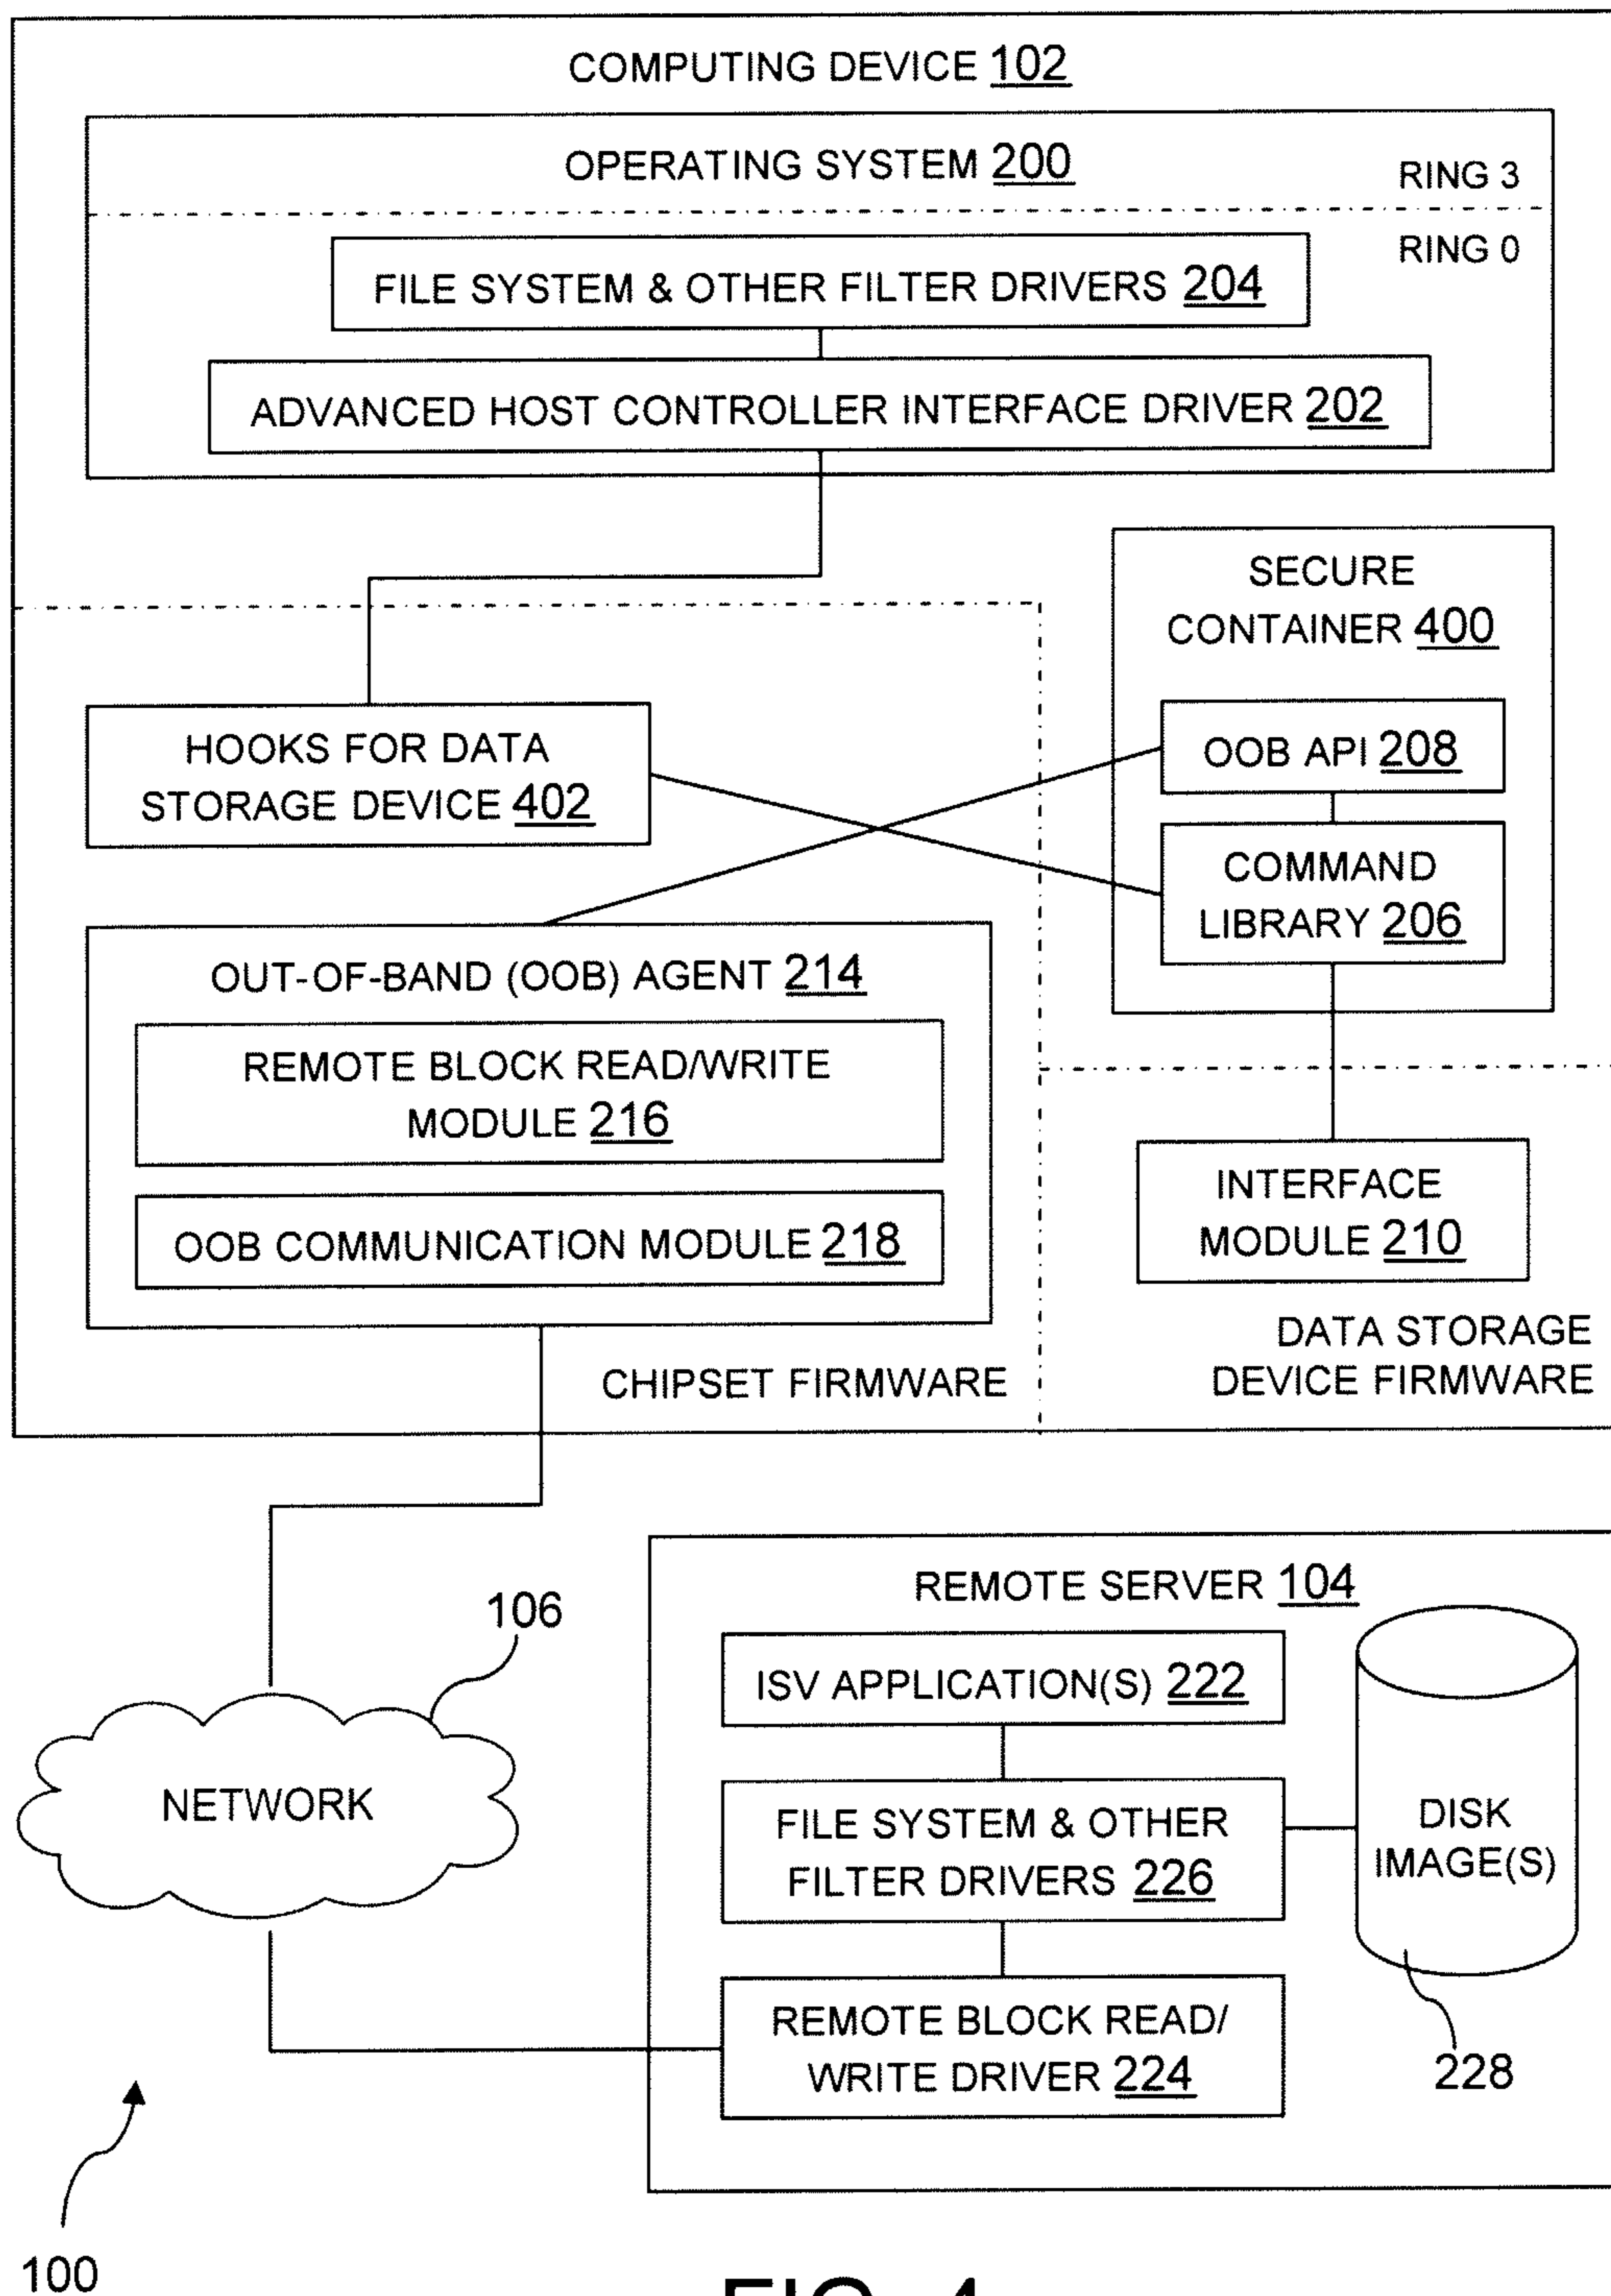 COMPUTING DEVICE 102
OPERATING SYSTEM 200
RING 3
RING 0
FILE SYSTEM & OTHER FILTER DRIVERS 204
ADVANCED HOST CONTROLLER INTERFACE DRIVER 202
SECURE
CONTAINER 400
HOOKS FOR DATA
STORAGE DEVICE 402
OOB API 208
COMMAND
LIBRARY 206
OUT-OF-BAND (OOB) AGENT 214
REMOTE BLOCK READ/WRITE
MODULE 216
OOB COMMUNICATION MODULE 218
INTERFACE
MODULE 210
CHIPSET FIRMWARE
DATA STORAGE
DEVICE FIRMWARE
106
NETWORK
REMOTE SERVER 104
ISV APPLICATION(S) 222
FILE SYSTEM & OTHER
FILTER DRIVERS 226
DISK
IMAGE(S)
REMOTE BLOCK READ/
WRITE DRIVER 224
228
100
FIG. 4